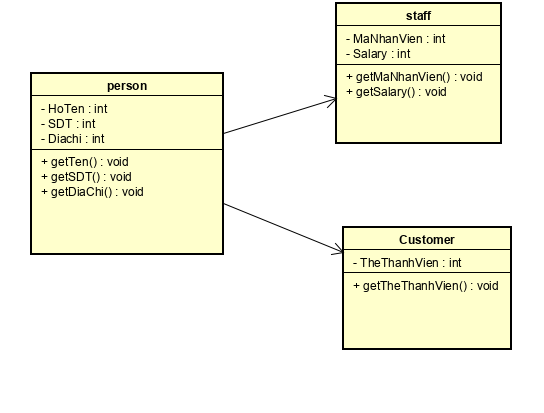 staff
- MaNhanVien : int
- Salary : int
+ getMaNhanVien() : void
+ getSalary() : void
person
- HoTen : int
- SDT : int
- Diachi : int
+ getTen() : void
+ getSDT() : void
+ getDiaChi() : void
Customer
- TheThanhVien : int
+ getTheThanhVien() : void